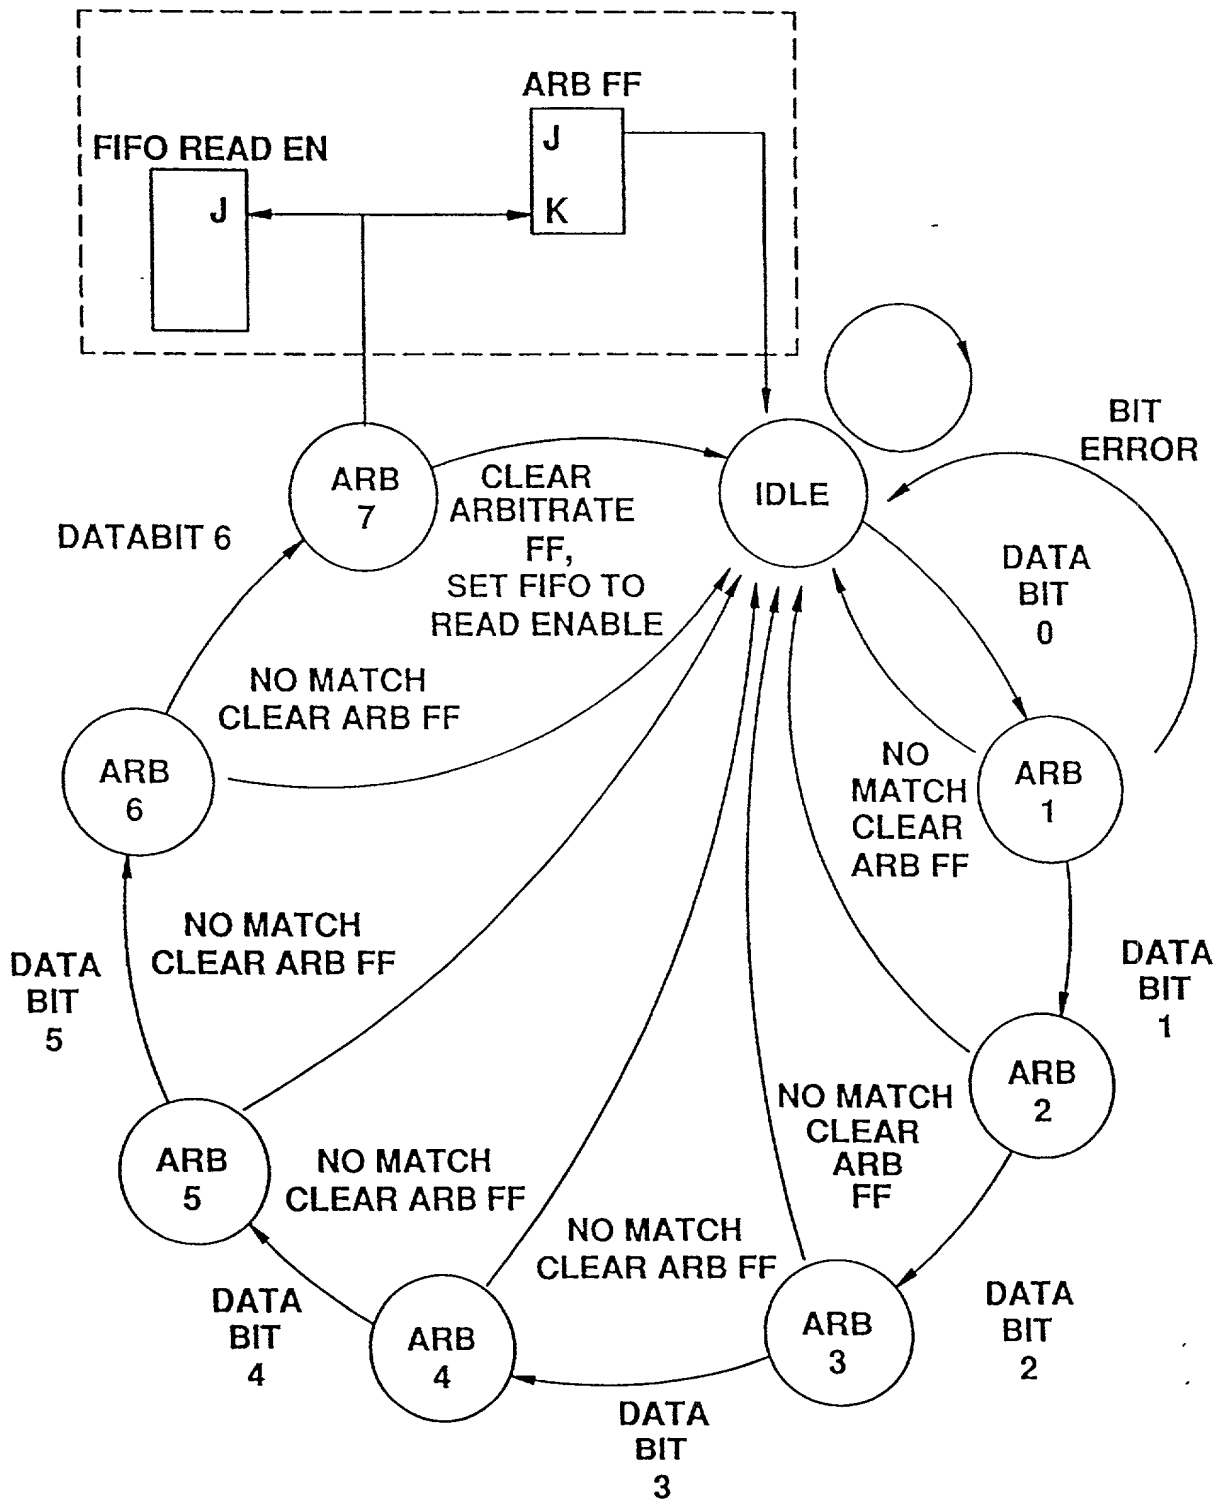 ARB FF
J
K
FIFO READ EN
J
BIT
ERROR
IDLE
ARB
7
CLEAR
ARBITRATE
FF,
SET FIFO TO
READ ENABLE
DATABIT 6
DATA
BIT
0
NO MATCH
CLEAR ARB FF
ARB
6
NO
MATCH
CLEAR
ARB FF
ARB
1
NO MATCH
CLEAR ARB FF
DATA
BIT
5
DATA
BIT
1
ARB
2
NO MATCH
CLEAR
ARB
FF
ARB
5
NO MATCH
CLEAR ARB FF
NO MATCH
CLEAR ARB FF
DATA
BIT
4
ARB
4
ARB
3
DATA
BIT
2
DATA
BIT
3